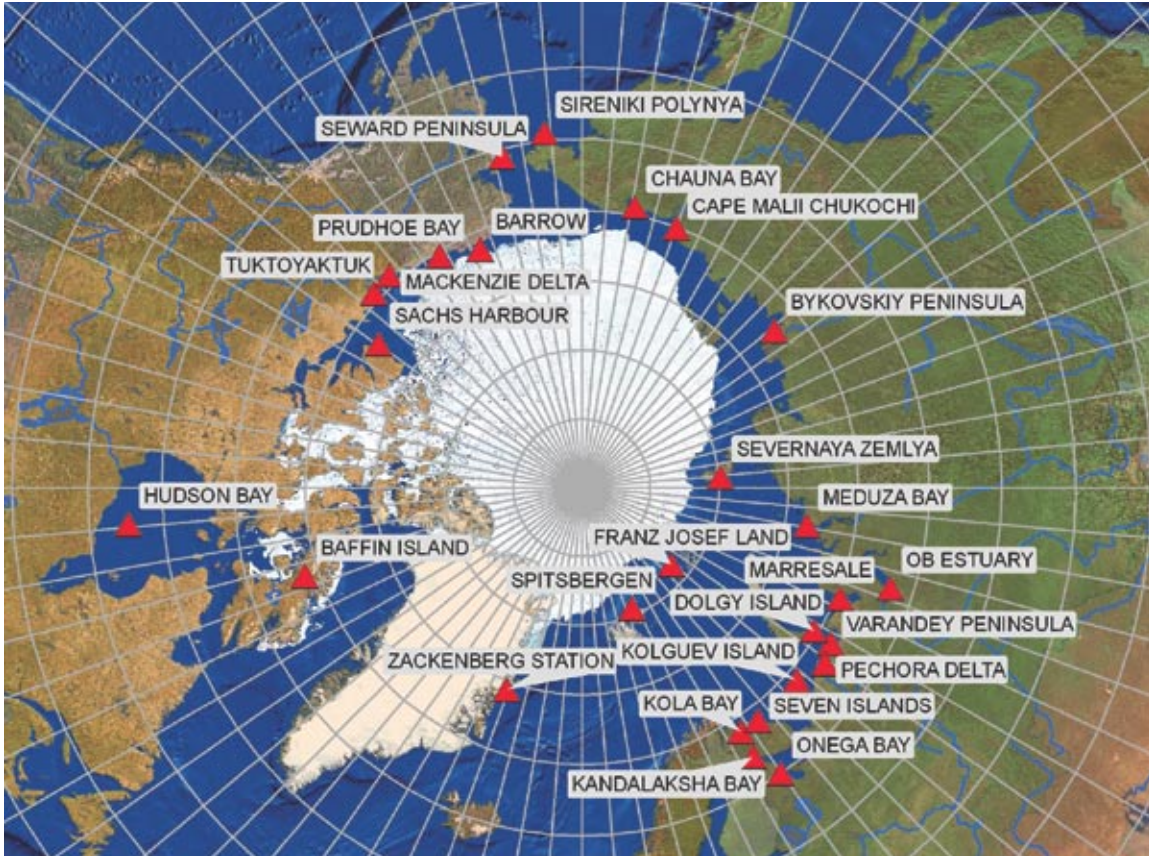 SIRENIKI POLYNYA
SEWARD PENINSULA
CHAUNA BAY
CAPE MALII CHUKOCHI
PRUDHOE BAY
BARROW
TUKTOYAKTUK
MACKENZIE DELTA
SACHS HARBOUR
BYKOVSKIY PENINSULA
SEVERNAYA ZEMLYA
HUDSON BAY
MEDUZA BAY
FRANZ JOSEF LAND
BAFFIN ISLAND
OB ESTUARY
MARRESALE
SPITSBERGEN
DOLGY ISLAND
VARANDEY PENINSULA
KOLGUEV ISLAND
ZACKENBERG STATION
PECHORA DELTA
KOLA BAY
SEVEN ISLANDS
ONEGA BAY
KANDALAKSHA BAY